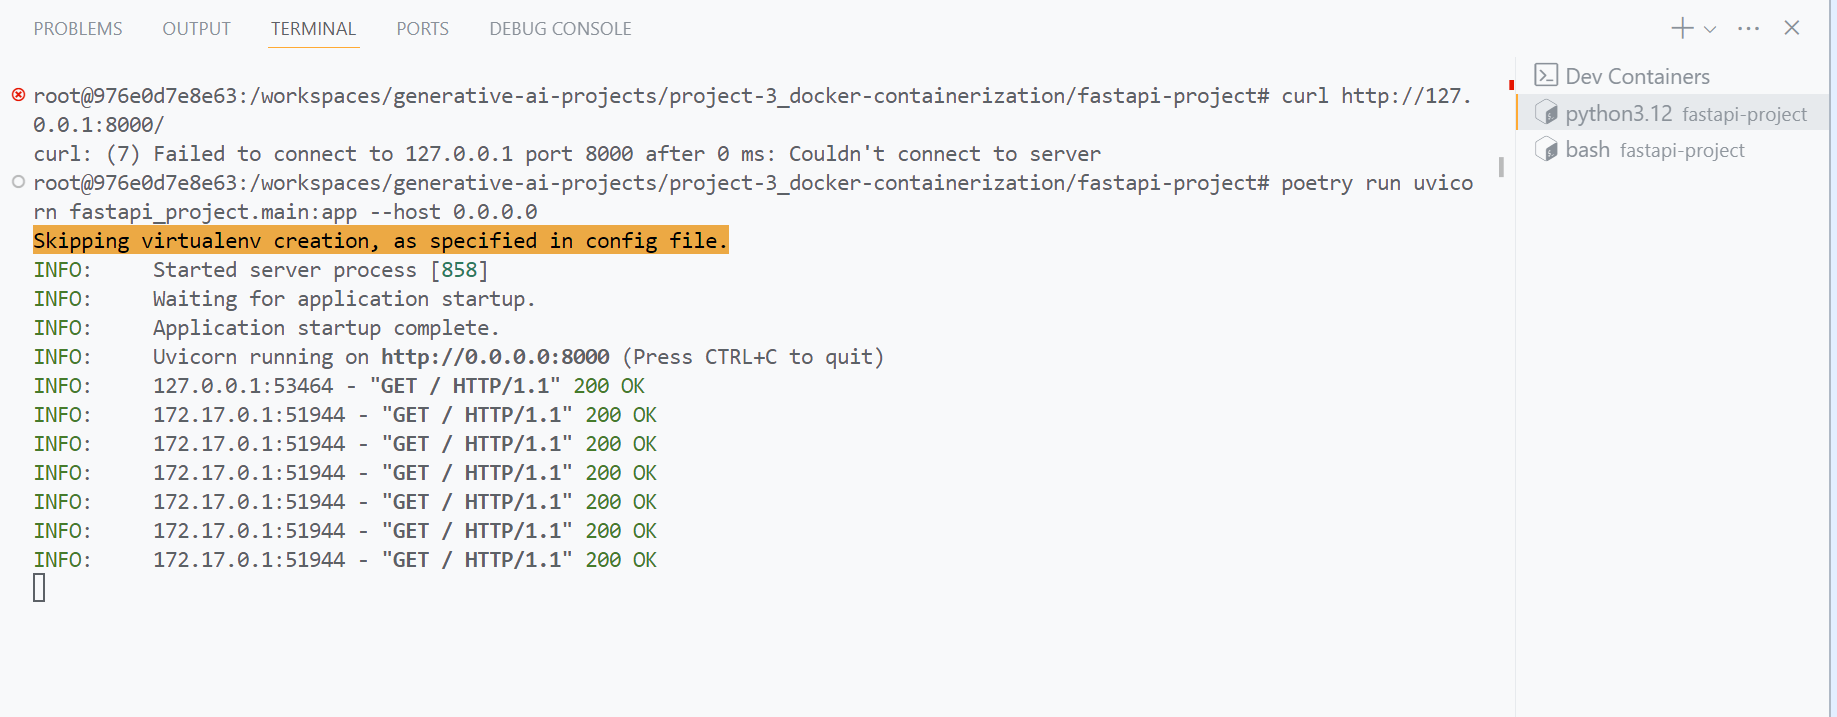 PROBLEMS OUTPUT TERMINAL PORTS DEBUG CONSOLE
root@976e0d7e8e63:/workspaces/generative-ai-projects/project-3_docker-containerization/fastapi-project# curl http://127.
0.0.1:8000/
curl: (7) Failed to connect to 127.0.0.1 port 8000 after 0 ms: Couldn't connect to server
root@976e0d7e8e63:/workspaces/generative-ai-projects/project-3_docker-containerization/fastapi-project# poetry run uvico
rn fastapi_project.main:app --host 0.0.0.0
Skipping virtualenv creation, as specified in config file.
INFO:     Started server process [858]
INFO:     Waiting for application startup.
INFO:     Application startup complete.
INFO:     Uvicorn running on http://0.0.0.0:8000 (Press CTRL+C to quit)
INFO:     127.0.0.1:53464 - "GET / HTTP/1.1" 200 OK
INFO:     172.17.0.1:51944 - "GET / HTTP/1.1" 200 OK
INFO:     172.17.0.1:51944 - "GET / HTTP/1.1" 200 OK
INFO:     172.17.0.1:51944 - "GET / HTTP/1.1" 200 OK
INFO:     172.17.0.1:51944 - "GET / HTTP/1.1" 200 OK
INFO:     172.17.0.1:51944 - "GET / HTTP/1.1" 200 OK
INFO:     172.17.0.1:51944 - "GET / HTTP/1.1" 200 OK
Dev Containers
python3.12 fastapi-project
bash fastapi-project